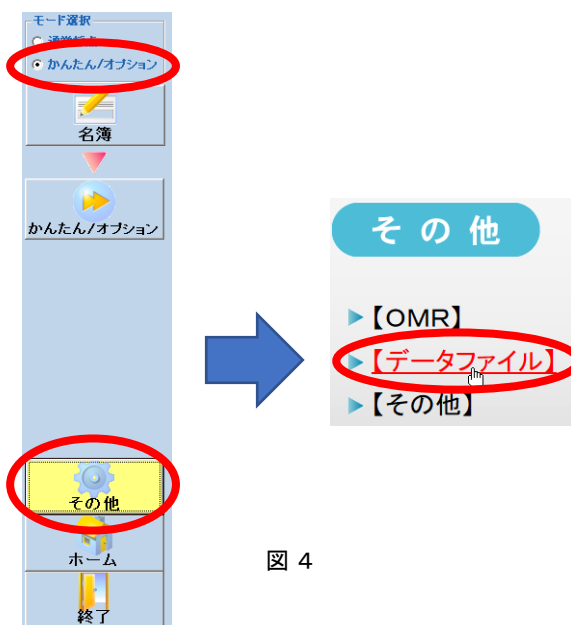 モード選択
かんたん/オプション
名簿
かんたん/オプション
その他
ホーム
終了
その他
【OMR】
【データファイル】
【その他】
図 4